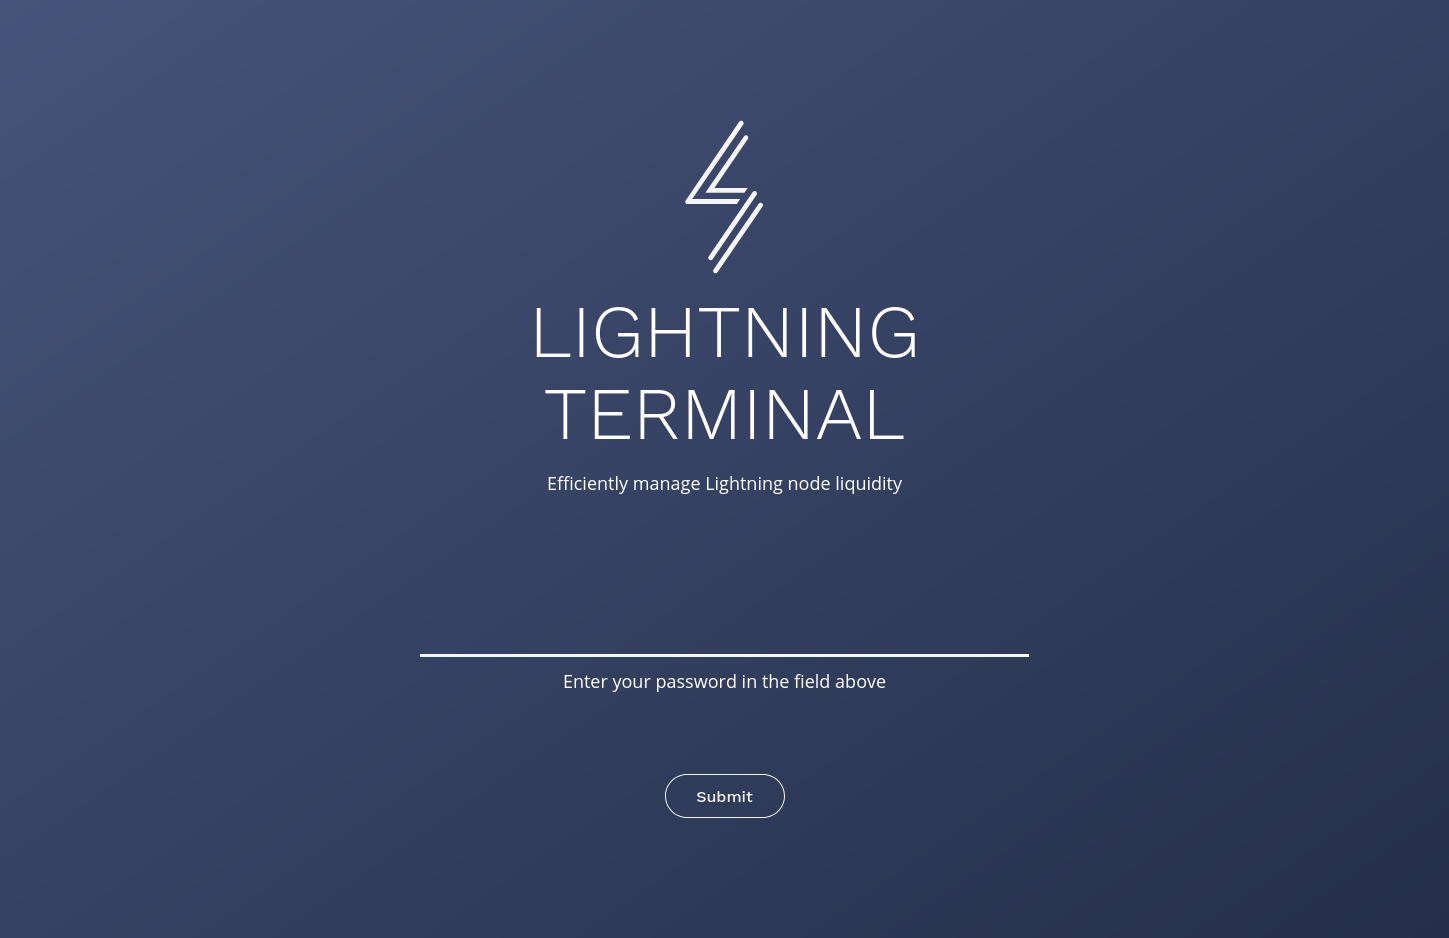 LIGHTNING
TERMINAL
Efficiently manage Lightning node liquidity
Enter your password in the field above
Submit